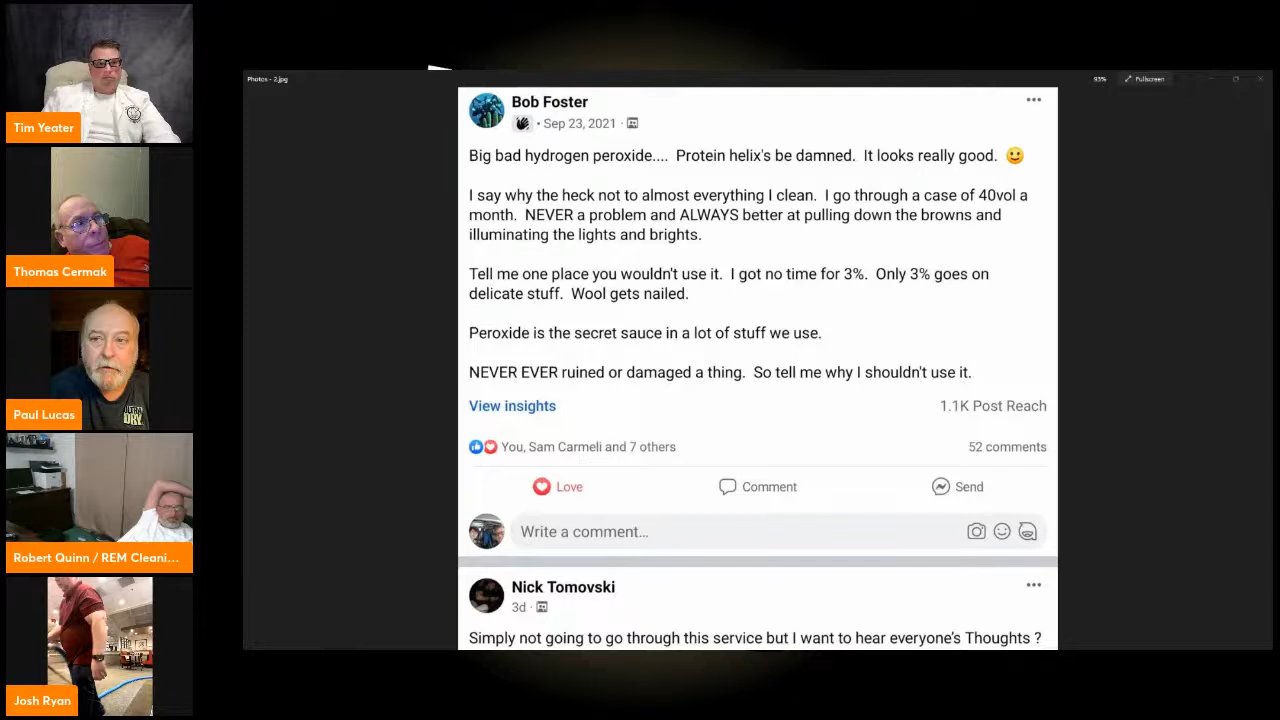 Tim Yeater
Thomas Cermak
Paul Lucas
ULTRA
DRY
Robert Quinn / REM Cleani...
Josh Ryan
Photos - 2.jpg
93%
Fullscreen
Bob Foster
• Sep 23, 2021 ·
Big bad hydrogen peroxide.... Protein helix's be damned. It looks really good. 🙂
I say why the heck not to almost everything I clean. I go through a case of 40vol a
month. NEVER a problem and ALWAYS better at pulling down the browns and
illuminating the lights and brights.
Tell me one place you wouldn't use it. I got no time for 3%. Only 3% goes on
delicate stuff. Wool gets nailed.
Peroxide is the secret sauce in a lot of stuff we use.
NEVER EVER ruined or damaged a thing. So tell me why I shouldn't use it.
View insights
1.1K Post Reach
You, Sam Carmeli and 7 others
52 comments
Love
Comment
Send
Write a comment...
Nick Tomovski
3d ·
Simply not going to go through this service but I want to hear everyone's Thoughts ?